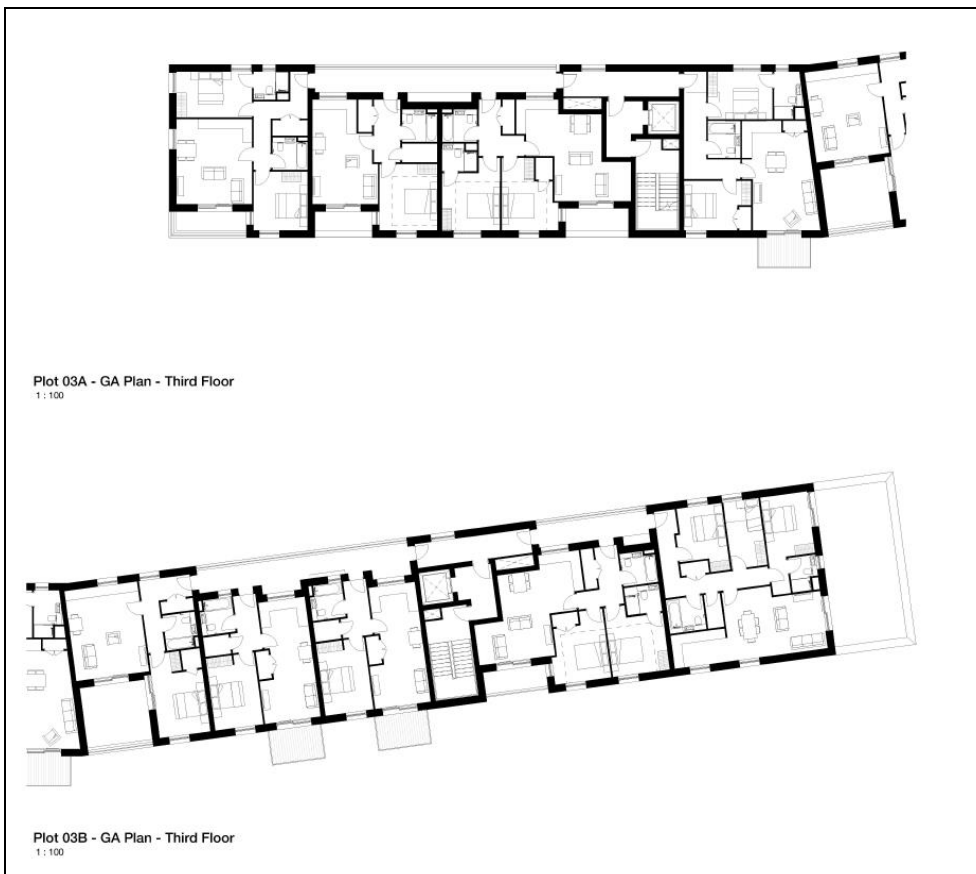 Plot 03A - GA Plan - Third Floor
1 : 100
Plot 03B - GA Plan - Third Floor
1 : 100